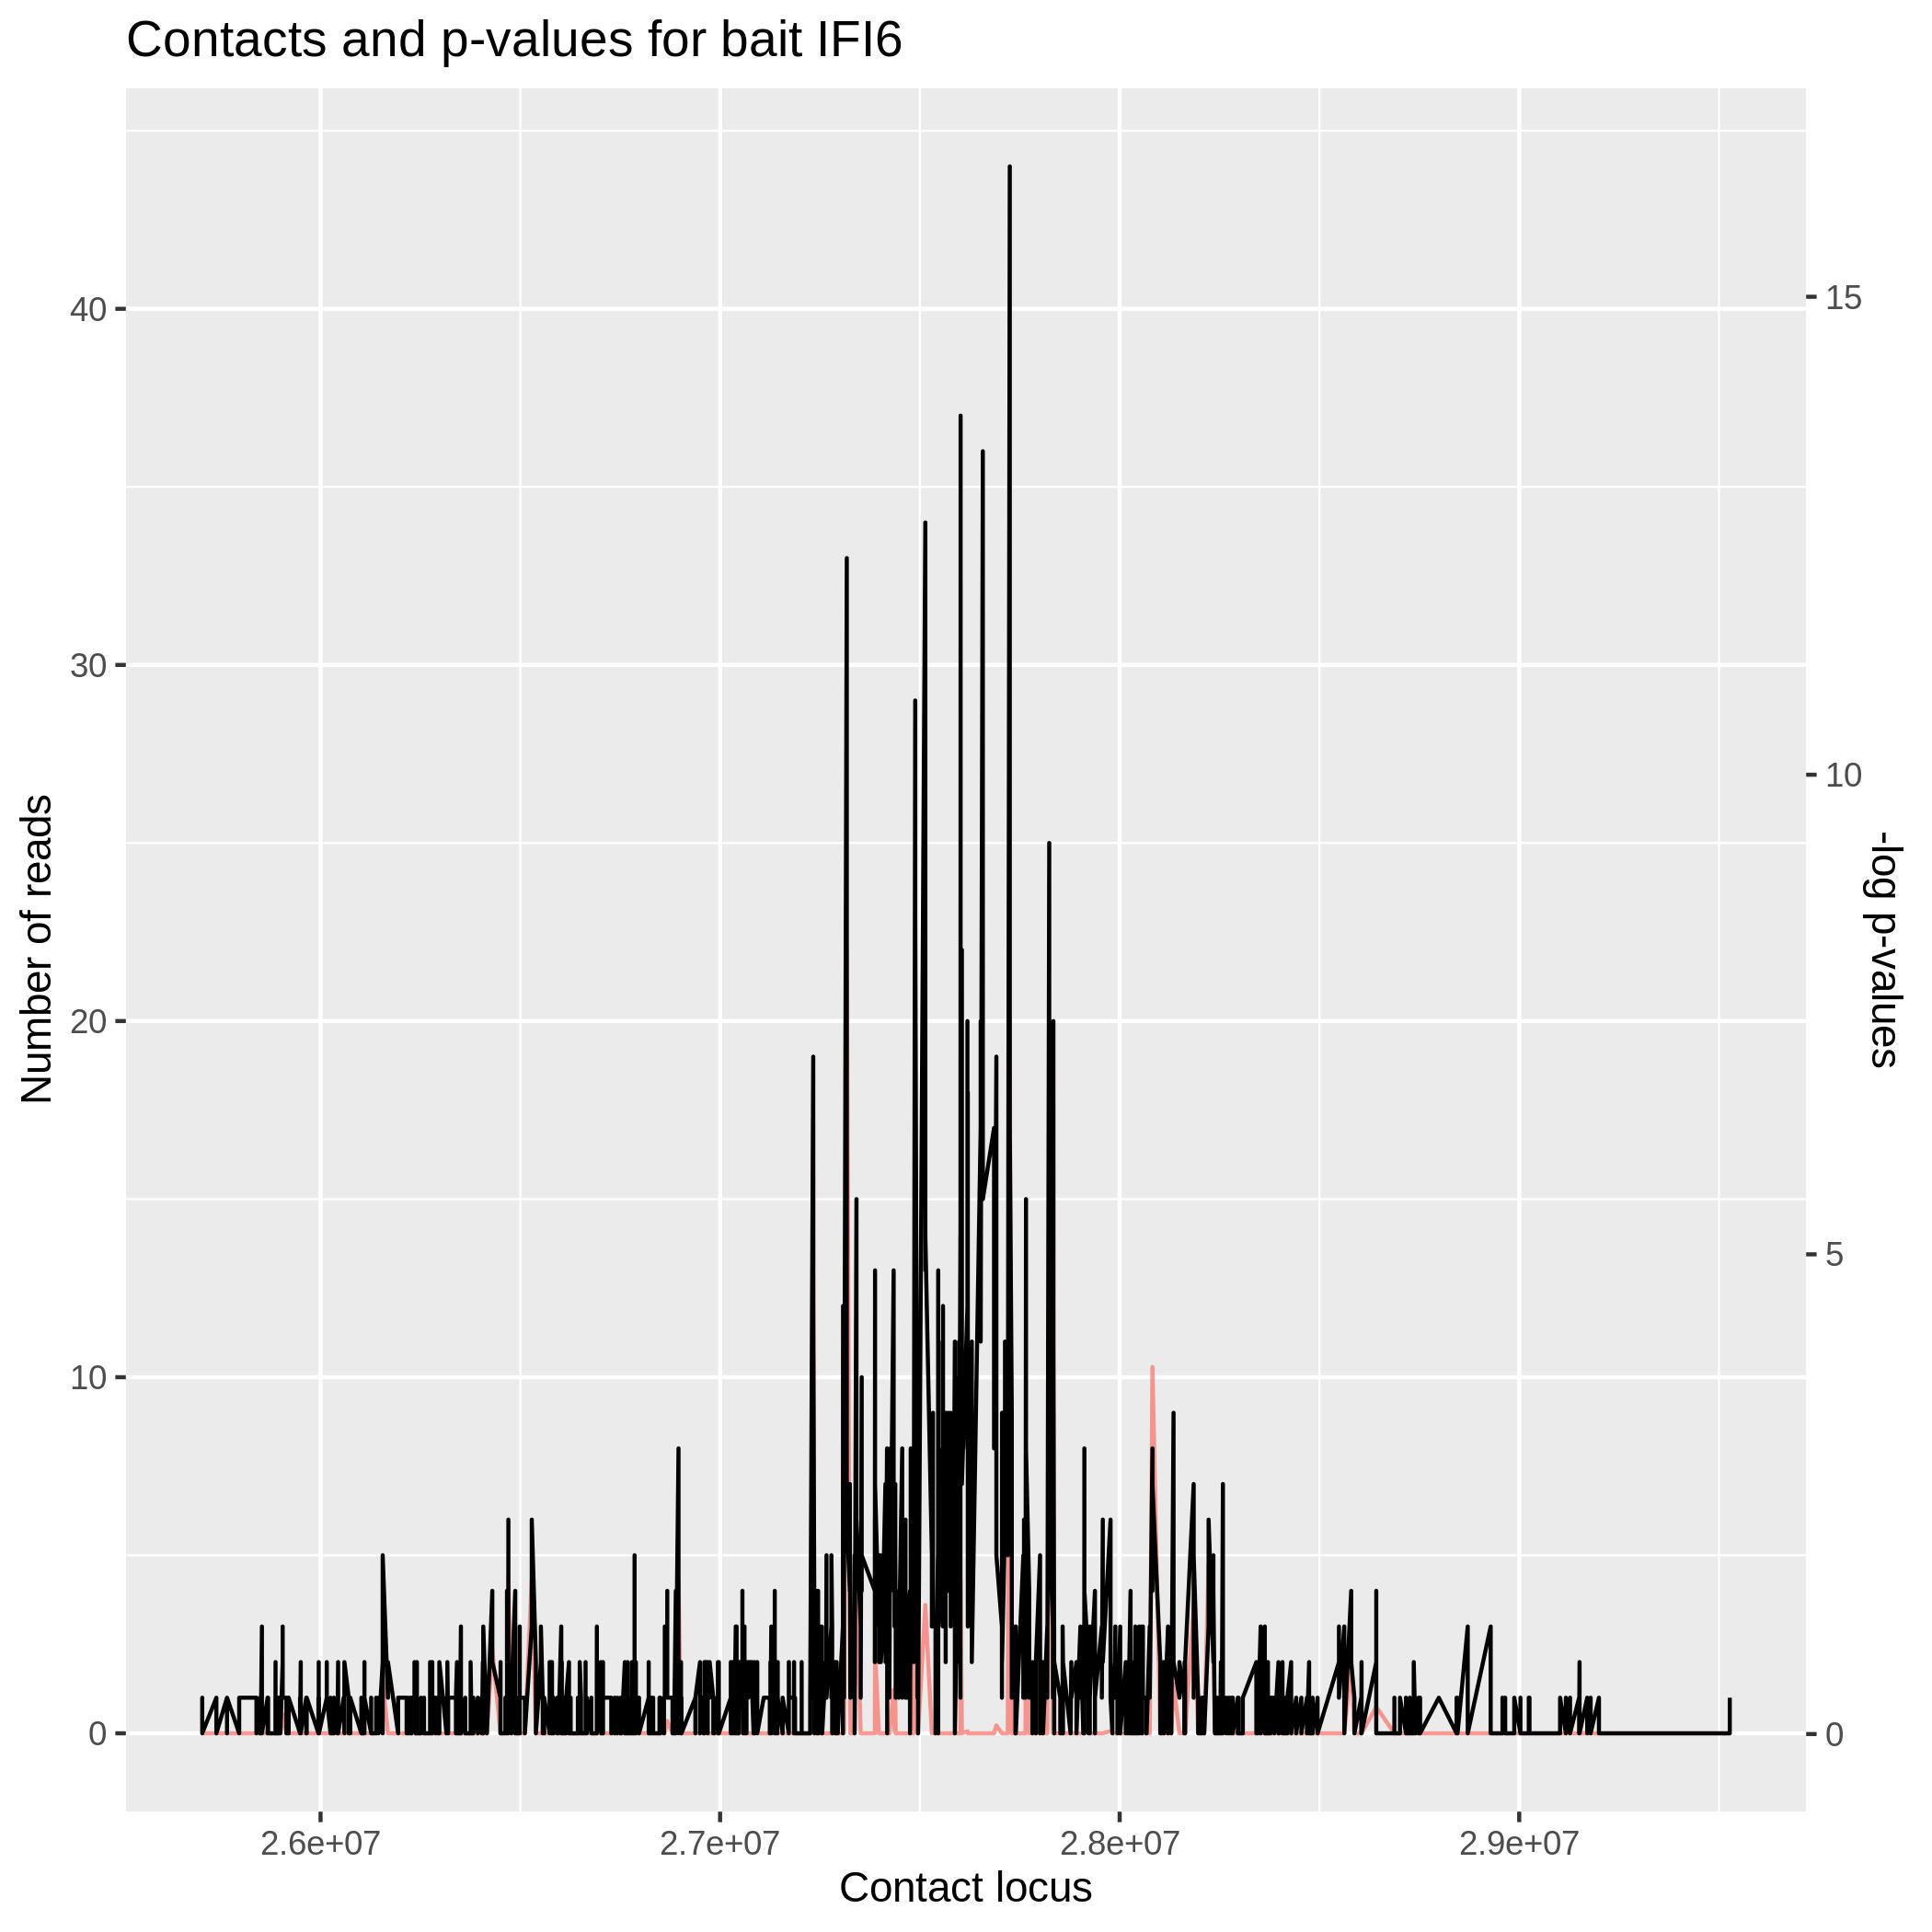 Contacts and p-values for bait IFI6
Number of reads
40
30
20
10
0
15
10
5
0
-log p-values
2.6e+07
2.7e+07
2.8e+07
2.9e+07
Contact locus